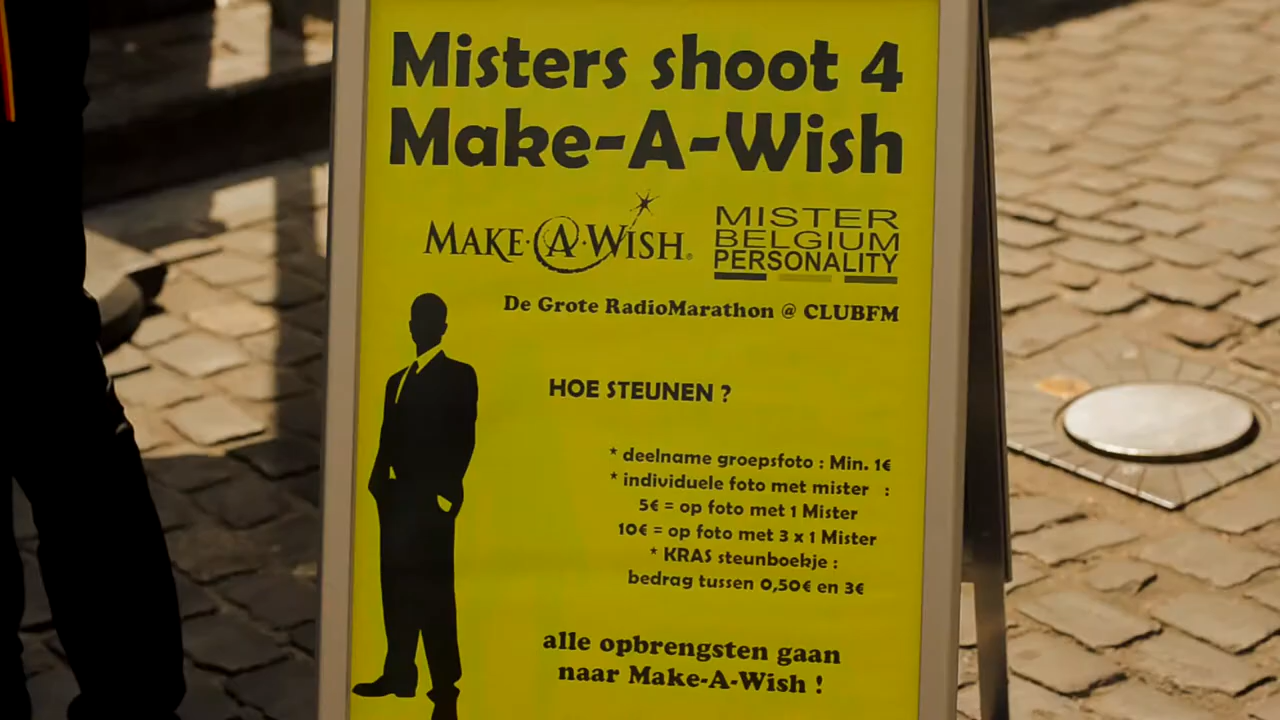 Misters shoot 4
Make-A-Wish
MAKE·A·WISH®
MISTER
BELGIUM
PERSONALITY
De Grote RadioMarathon @ CLUBFM
HOE STEUNEN ?
* deelname groepsfoto : Min. 1€
* individuele foto met mister :
5€ = op foto met 1 Mister
10€ = op foto met 3 x 1 Mister
* KRAS steunboekje :
bedrag tussen 0,50€ en 3€
alle opbrengsten gaan
naar Make-A-Wish !